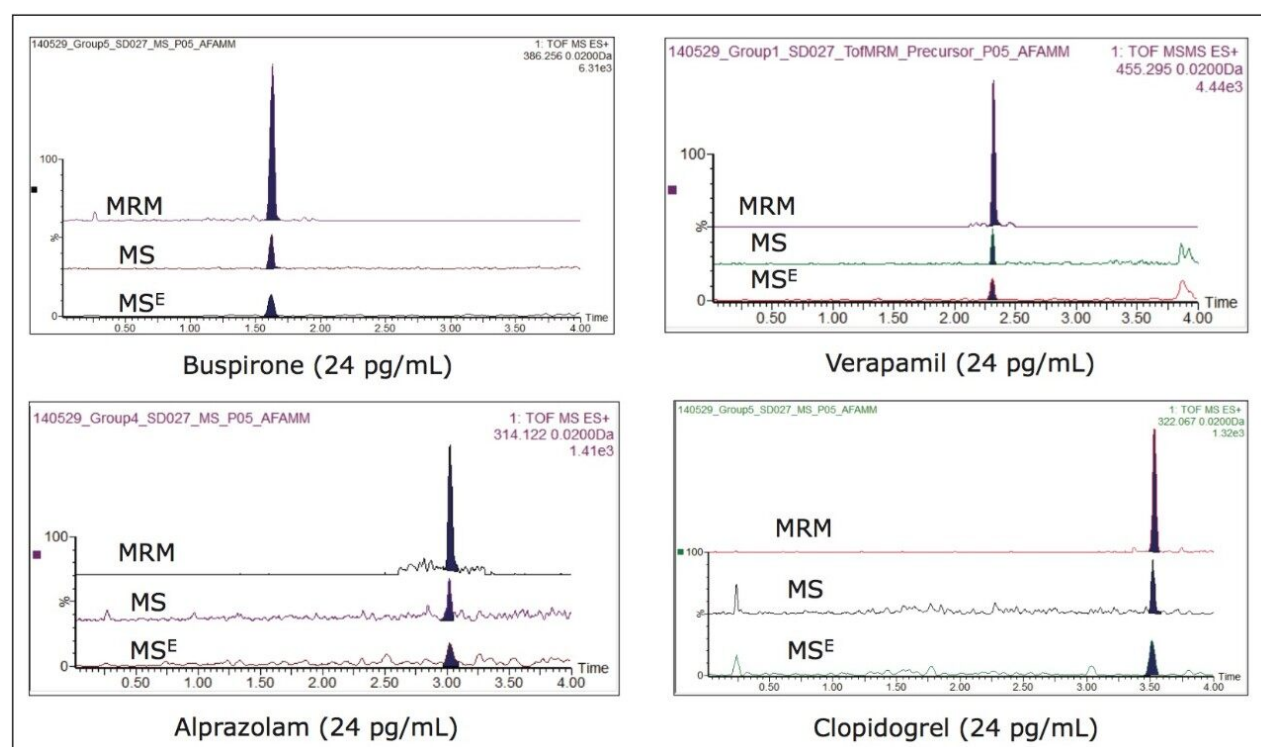 140529_Group5_SD027_MS_P05_AFAMM
1: TOF MS ES+
386.256 0.0200Da
6.31e3
100
MRM
%
MS
MSᴱ
0
0.50 1.00 1.50 2.00 2.50 3.00 3.50 4.00
Time
Buspirone (24 pg/mL)
140529_Group1_SD027_TofMRM_Precursor_P05_AFAMM
1: TOF MSMS ES+
455.295 0.0200Da
4.44e3
100
MRM
%
MS
MSᴱ
0
Time
0.50 1.00 1.50 2.00 2.50 3.00 3.50 4.00
Verapamil (24 pg/mL)
140529_Group4_SD027_MS_P05_AFAMM
1: TOF MS ES+
314.122 0.0200Da
1.41e3
100
MRM
%
MS
MSᴱ
0
Time
0.50 1.00 1.50 2.00 2.50 3.00 3.50 4.00
Alprazolam (24 pg/mL)
140529_Group5_SD027_MS_P05_AFAMM
1: TOF MS ES+
322.067 0.0200Da
1.32e3
MRM
100
MS
%
MSᴱ
0
Time
0.50 1.00 1.50 2.00 2.50 3.00 3.50 4.00
Clopidogrel (24 pg/mL)